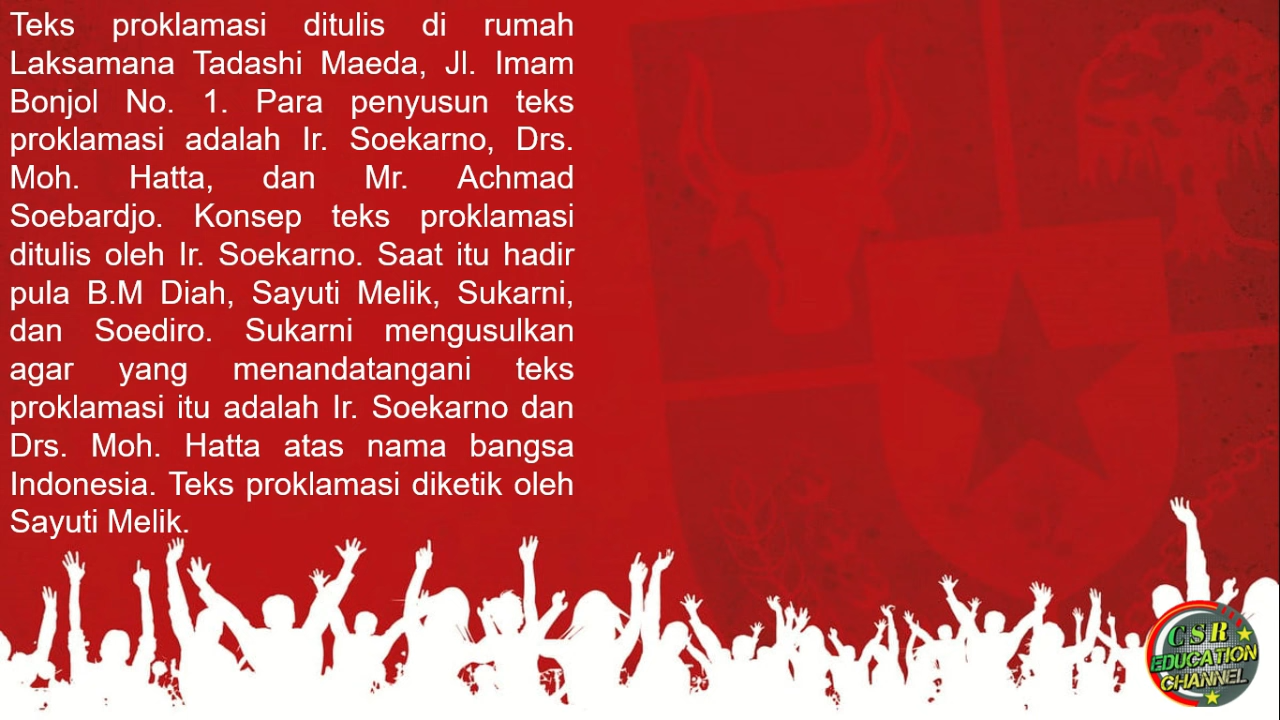 Teks proklamasi ditulis di rumah
Laksamana Tadashi Maeda, Jl. Imam
Bonjol No. 1. Para penyusun teks
proklamasi adalah Ir. Soekarno, Drs.
Moh. Hatta, dan Mr. Achmad
Soebardjo. Konsep teks proklamasi
ditulis oleh Ir. Soekarno. Saat itu hadir
pula B.M Diah, Sayuti Melik, Sukarni,
dan Soediro. Sukarni mengusulkan
agar yang menandatangani teks
proklamasi itu adalah Ir. Soekarno dan
Drs. Moh. Hatta atas nama bangsa
Indonesia. Teks proklamasi diketik oleh
Sayuti Melik.
CSR
EDUCATION
CHANNEL